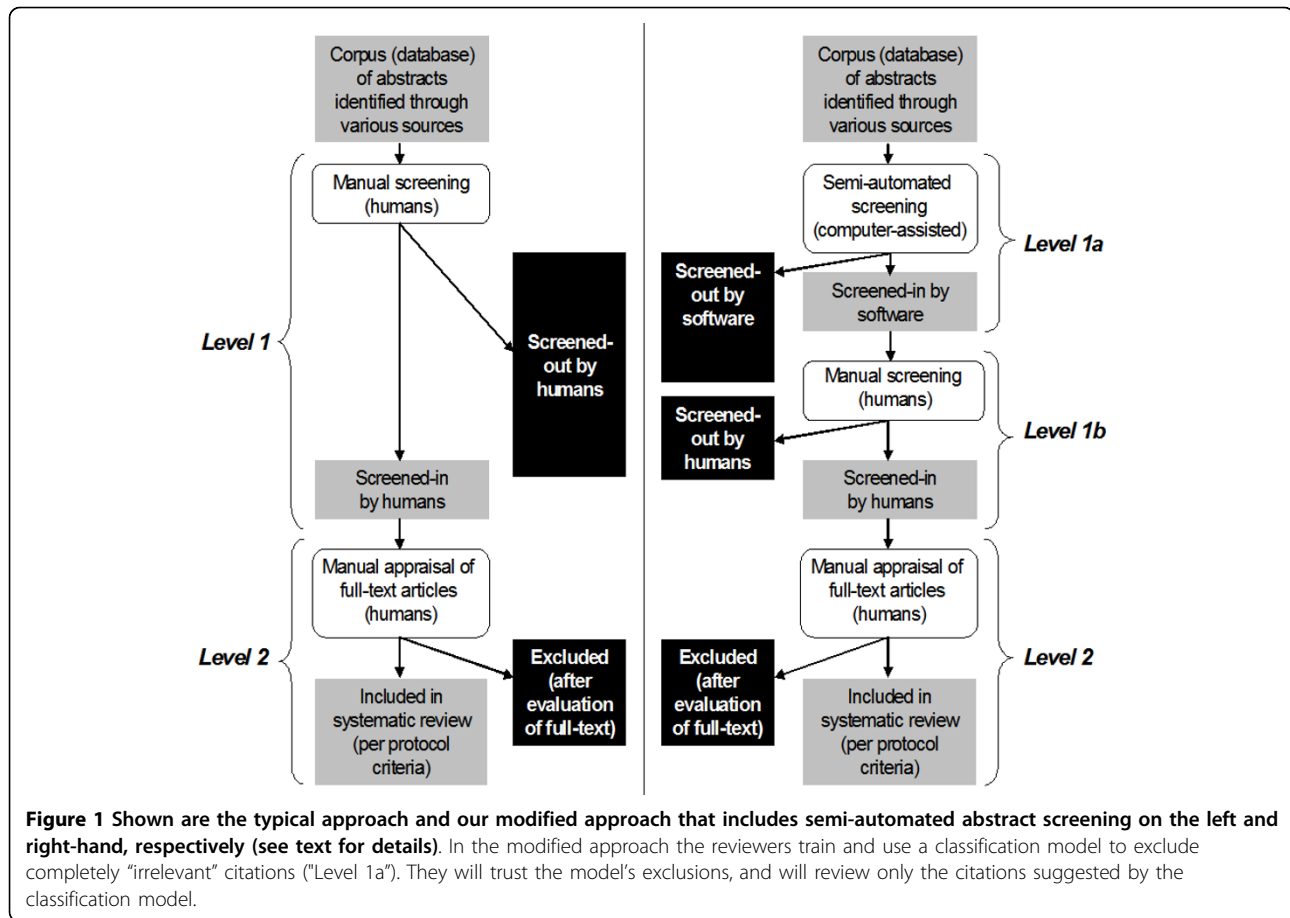 Corpus (database)
of abstracts
identified through
various sources
Manual screening
(humans)
Level 1
Screened-
out by
humans
Screened-in
by humans
Manual appraisal of
full-text articles
(humans)
Level 2
Excluded
(after
evaluation
of full-text)
Included in
systematic review
(per protocol
criteria)
Corpus (database)
of abstracts
identified through
various sources
Semi-automated
screening
(computer-assisted)
Level 1a
Screened-
out by
software
Screened-in by
software
Manual screening
(humans)
Level 1b
Screened-
out by
humans
Screened-in
by humans
Manual appraisal of
full-text articles
(humans)
Level 2
Excluded
(after
evaluation
of full-text)
Included in
systematic review
(per protocol
criteria)
Figure 1 Shown are the typical approach and our modified approach that includes semi-automated abstract screening on the left and
right-hand, respectively (see text for details). In the modified approach the reviewers train and use a classification model to exclude
completely “irrelevant” citations ("Level 1a”). They will trust the model’s exclusions, and will review only the citations suggested by the
classification model.